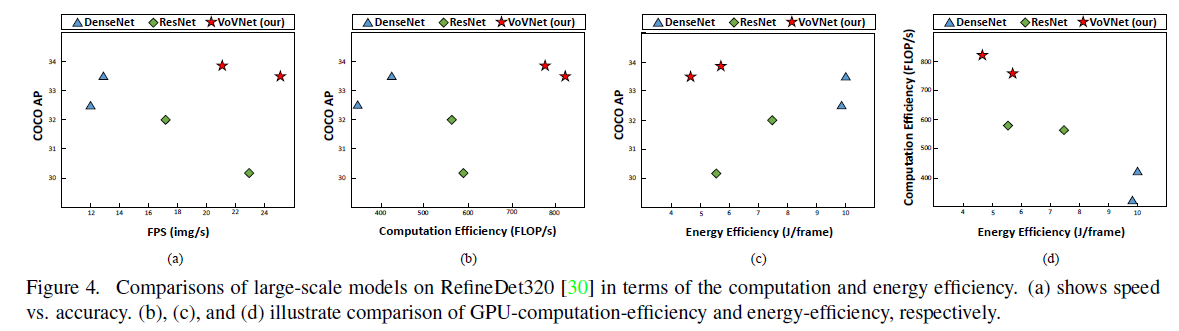 DenseNet ResNet VoVNet (our)
COCO AP
34
33
32
31
30
12 14 16 18 20 22 24
FPS (img/s)
(a)
DenseNet ResNet VoVNet (our)
COCO AP
34
33
32
31
30
400 500 600 700 800
Computation Efficiency (FLOP/s)
(b)
DenseNet ResNet VoVNet (our)
COCO AP
34
33
32
31
30
4 5 6 7 8 9 10
Energy Efficiency (J/frame)
(c)
DenseNet ResNet VoVNet (our)
Computation Efficiency (FLOP/s)
800
700
600
500
400
4 5 6 7 8 9 10
Energy Efficiency (J/frame)
(d)
Figure 4. Comparisons of large-scale models on RefineDet320 [30] in terms of the computation and energy efficiency. (a) shows speed
vs. accuracy. (b), (c), and (d) illustrate comparison of GPU-computation-efficiency and energy-efficiency, respectively.